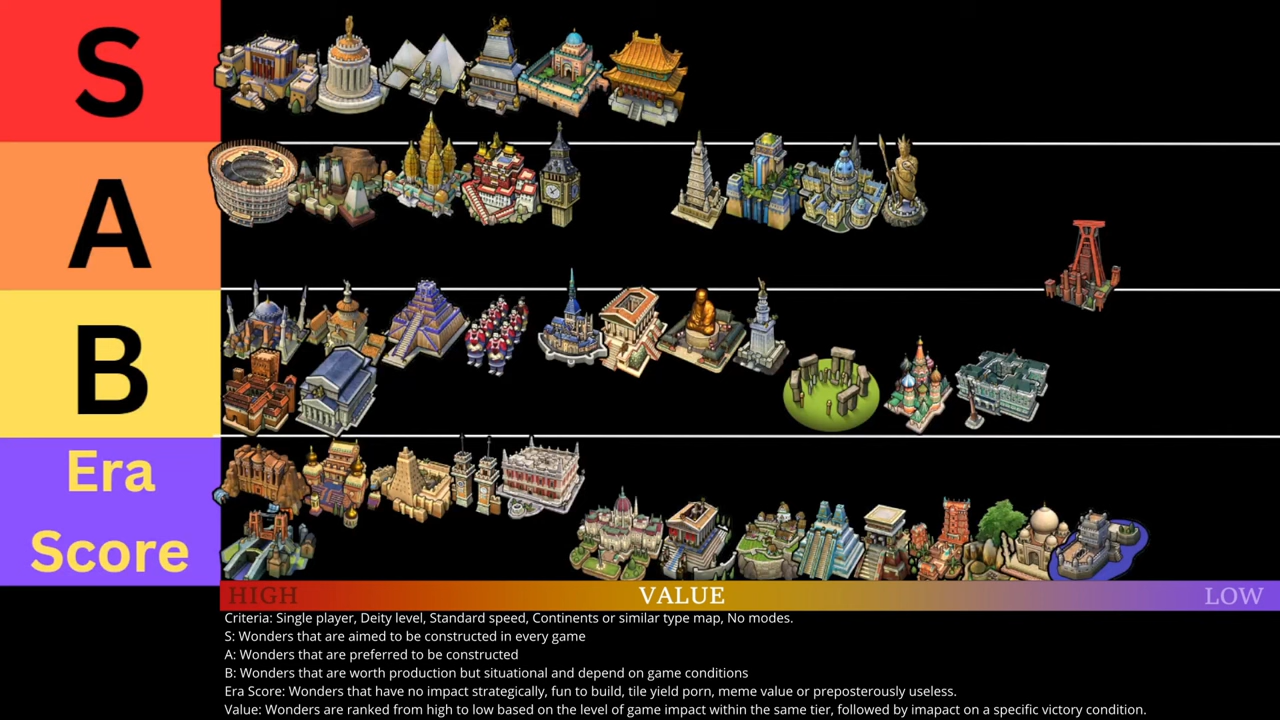 S
A
B
Era
Score
HIGH VALUE LOW
Criteria: Single player, Deity level, Standard speed, Continents or similar type map, No modes.
S: Wonders that are aimed to be constructed in every game
A: Wonders that are preferred to be constructed
B: Wonders that are worth production but situational and depend on game conditions
Era Score: Wonders that have no impact strategically, fun to build, tile yield porn, meme value or preposterously useless.
Value: Wonders are ranked from high to low based on the level of game impact within the same tier, followed by imapact on a specific victory condition.